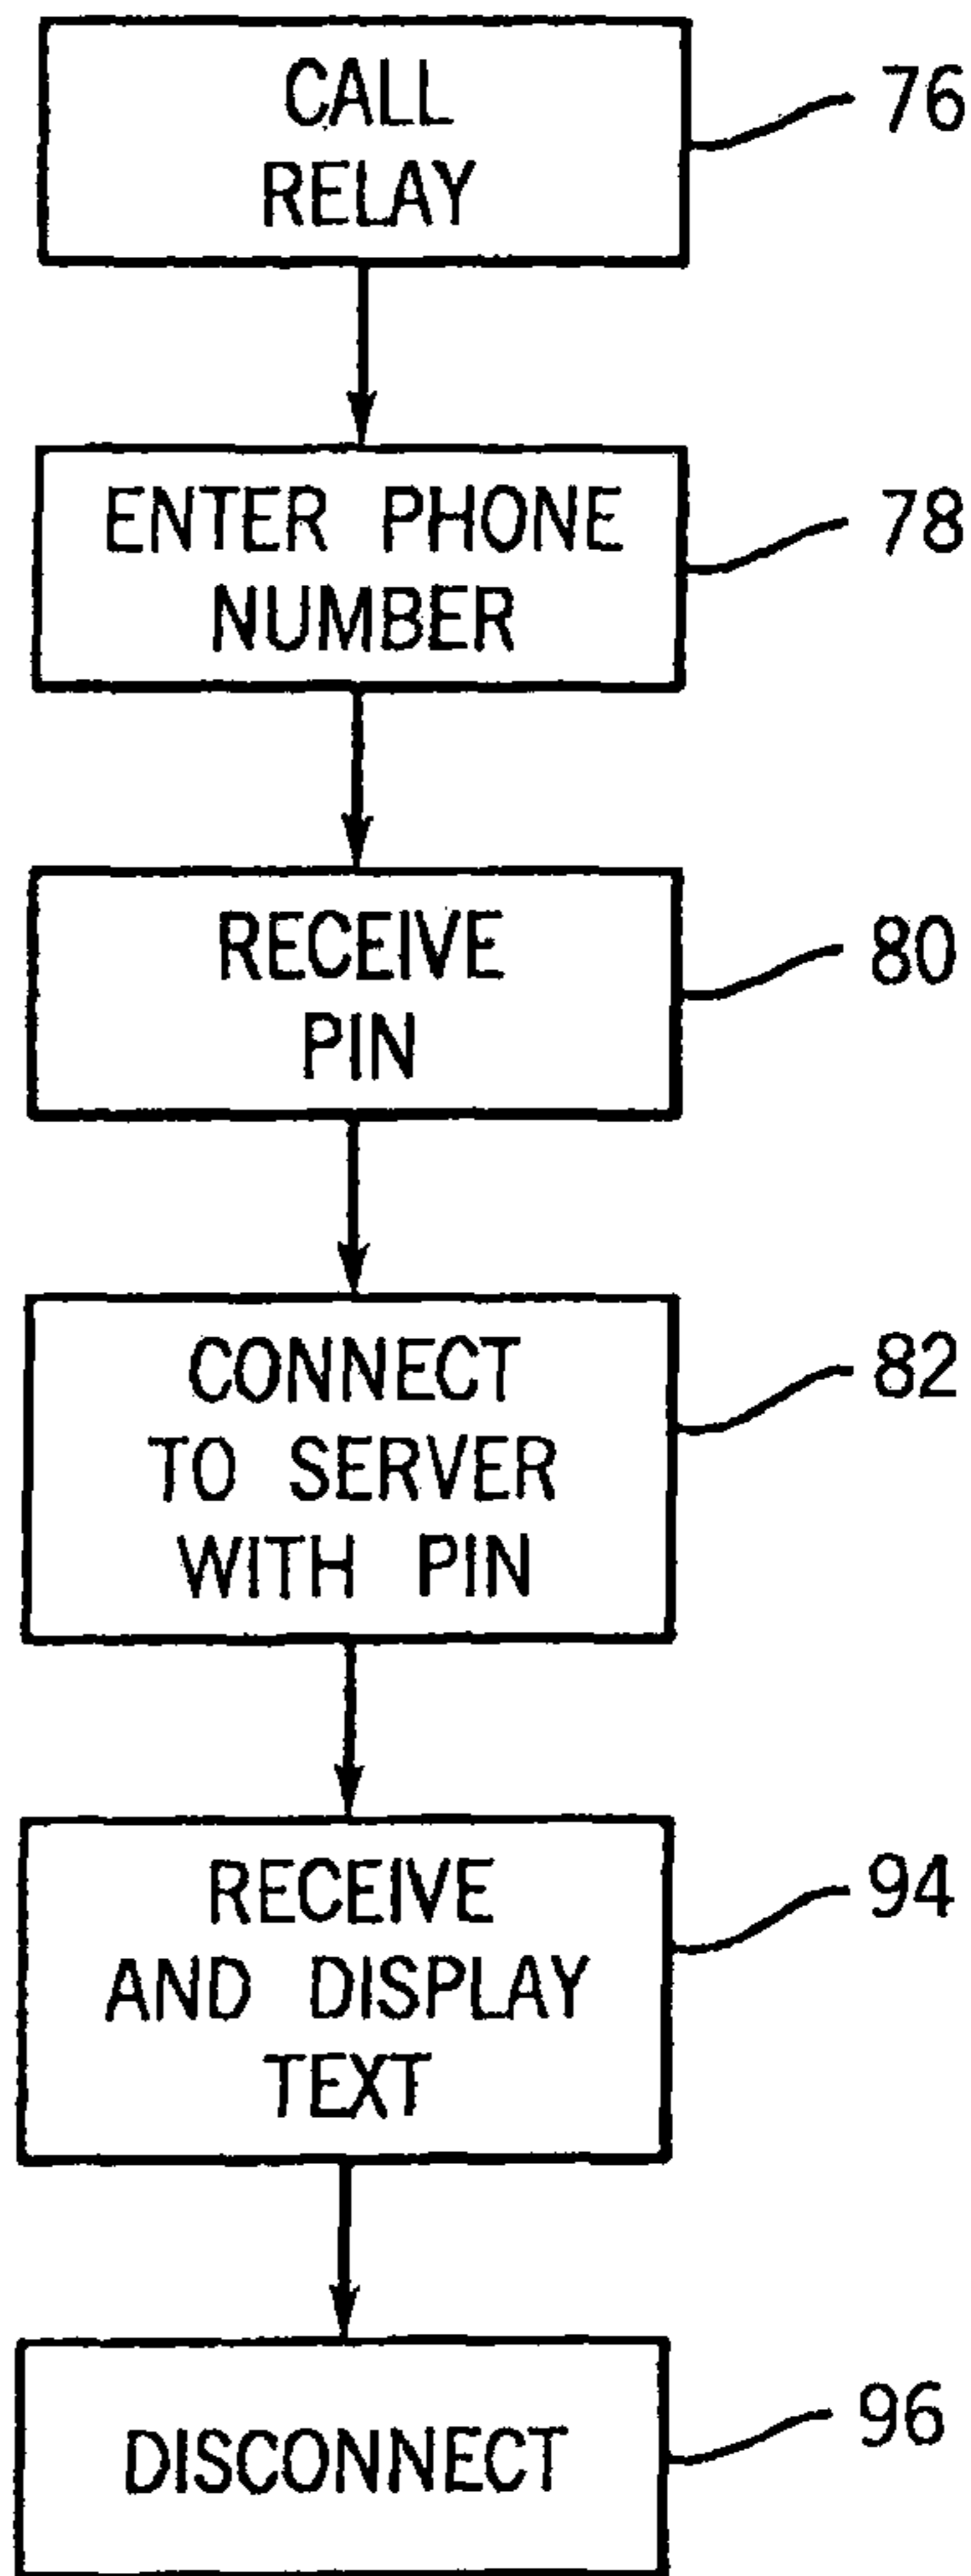 CALL
RELAY
76
ENTER PHONE
NUMBER
78
RECEIVE
PIN
80
CONNECT
TO SERVER
WITH PIN
82
RECEIVE
AND DISPLAY
TEXT
94
DISCONNECT
96